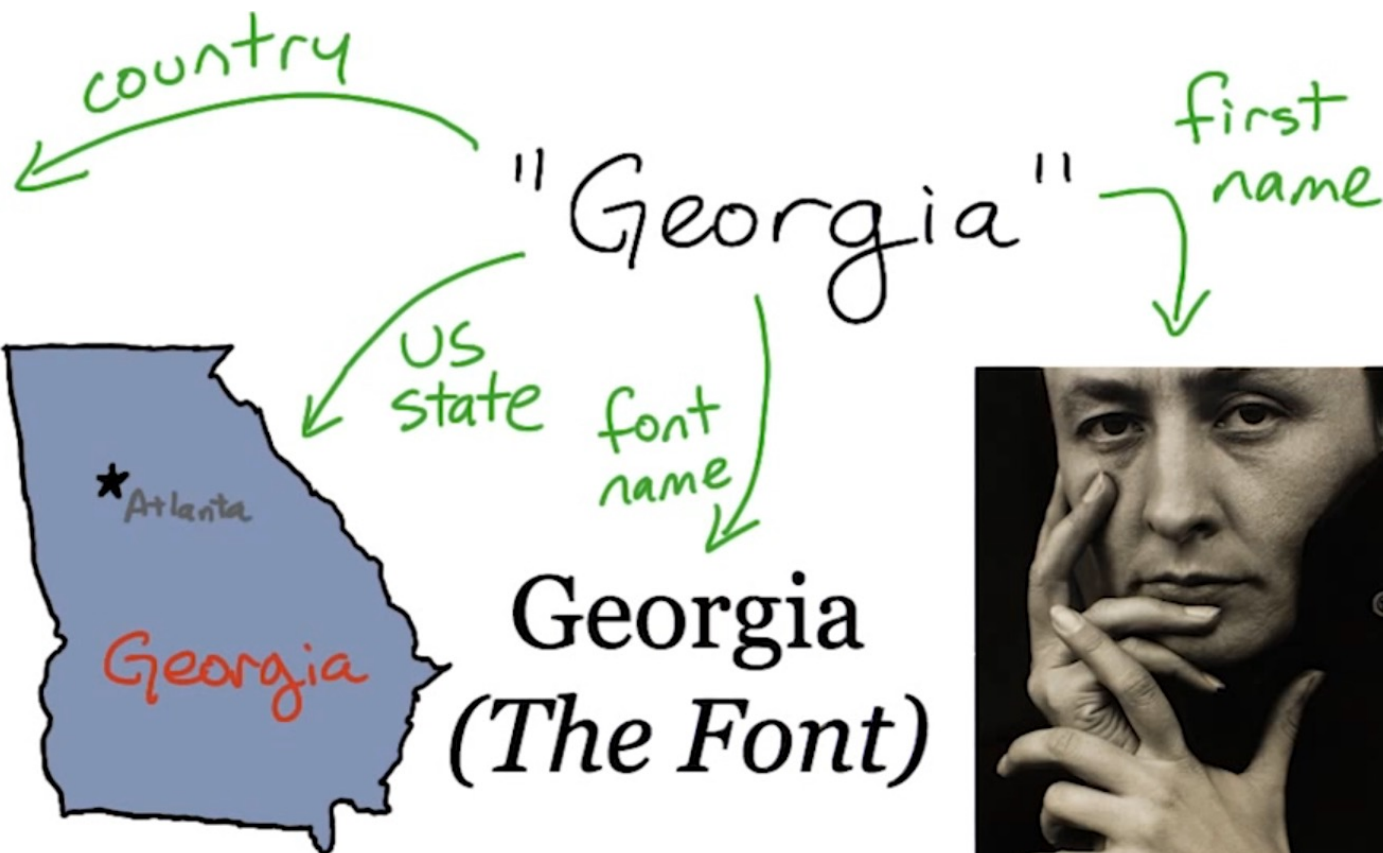 country
"Georgia"
first
name
US
state
font
name
Atlanta
Georgia
Georgia
(The Font)